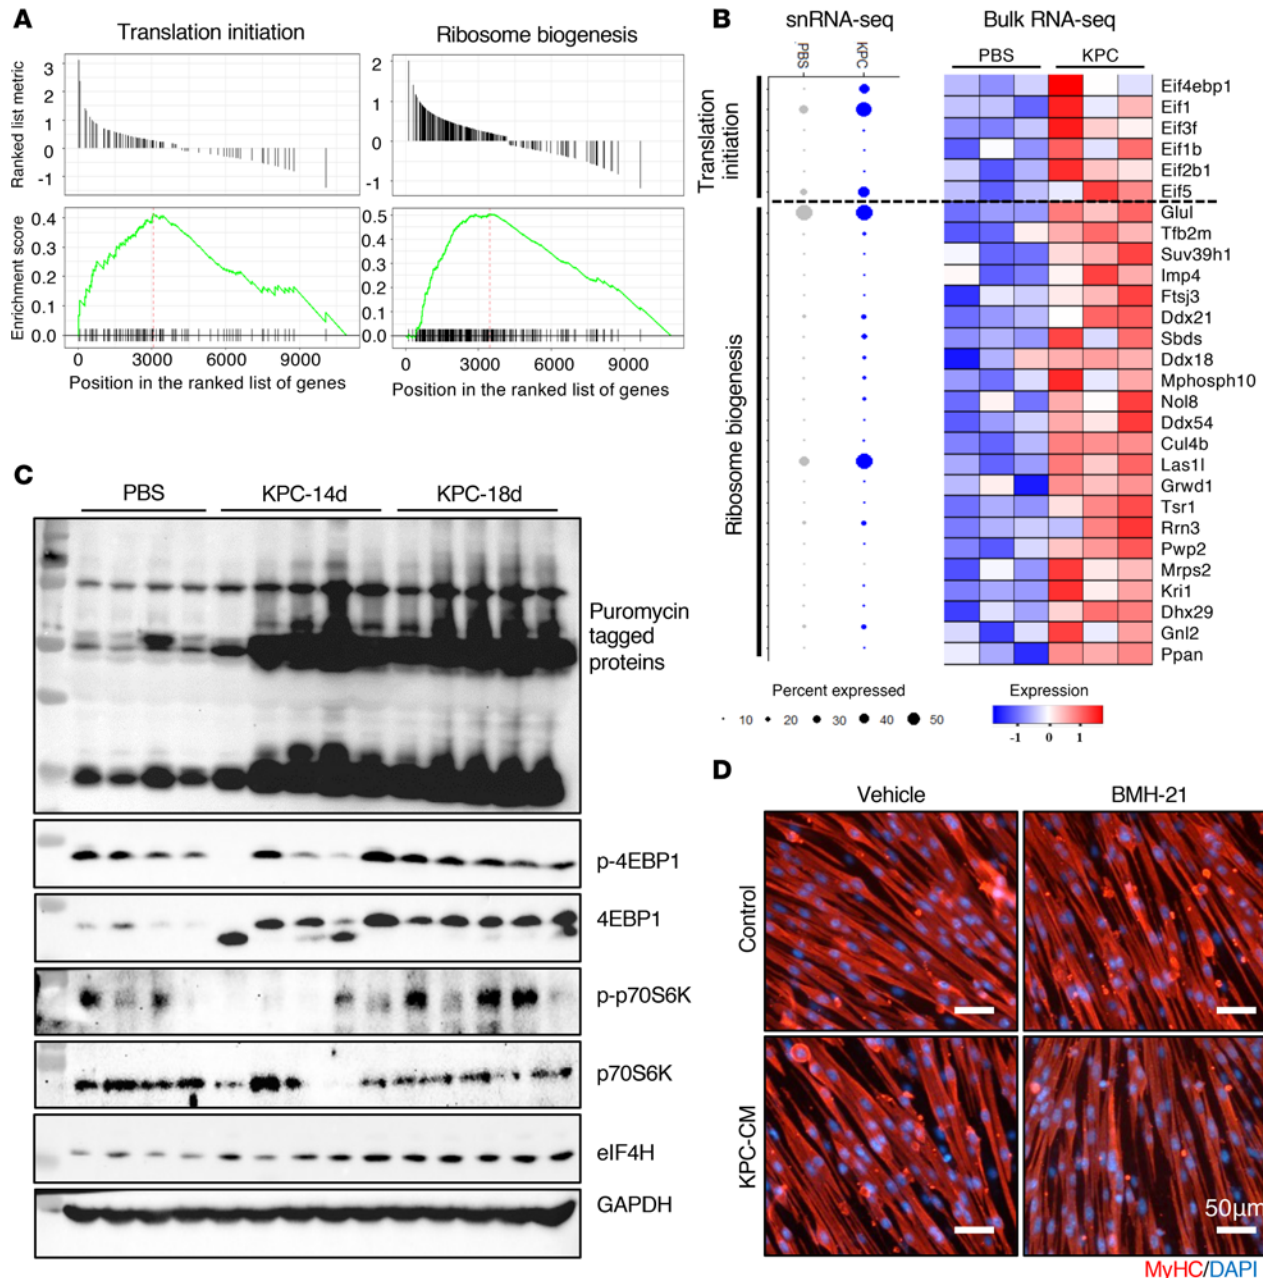 A
Translation initiation
Ribosome biogenesis
Ranked list metric
3
2
1
0
-1
2
1
0
-1
Enrichment score
0.4
0.3
0.2
0.1
0.0
0.5
0.4
0.3
0.2
0.1
0.0
0 3000 6000 9000
0 3000 6000 9000
Position in the ranked list of genes
Position in the ranked list of genes
B
snRNA-seq
Bulk RNA-seq
PBS KPC
PBS KPC
Translation
initiation
Ribosome biogenesis
Eif4ebp1
Eif1
Eif3f
Eif1b
Eif2b1
Eif5
Glul
Tfb2m
Suv39h1
Imp4
Ftsj3
Ddx21
Sbds
Ddx18
Mphosph10
Nol8
Ddx54
Cul4b
Las1l
Grwd1
Tsr1
Rrn3
Pwp2
Mrps2
Kri1
Dhx29
Gnl2
Ppan
Percent expressed
10 20 30 40 50
Expression
-1 0 1
C
PBS KPC-14d KPC-18d
Puromycin
tagged
proteins
p-4EBP1
4EBP1
p-p70S6K
p70S6K
eIF4H
GAPDH
D
Vehicle
BMH-21
Control
KPC-CM
50μm
MyHC/DAPI